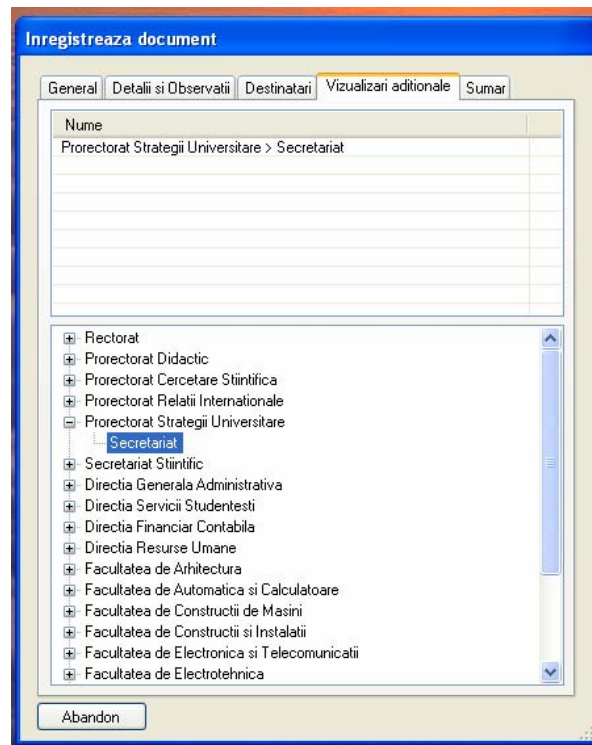 Inregistreaza document
General Detalii si Observatii Destinatari Vizualizari aditionale Sumar
Nume
Prorectorat Strategii Universitare > Secretariat
Rectorat
Prorectorat Didactic
Prorectorat Cercetare Stiintifica
Prorectorat Relatii Internationale
Prorectorat Strategii Universitare
Secretariat
Secretariat Stiintific
Directia Generala Administrativa
Directia Servicii Studentesti
Directia Financiar Contabila
Directia Resurse Umane
Facultatea de Arhitectura
Facultatea de Automatica si Calculatoare
Facultatea de Constructii de Masini
Facultatea de Constructii si Instalatii
Facultatea de Electronica si Telecomunicatii
Facultatea de Electrotehnica
Abandon